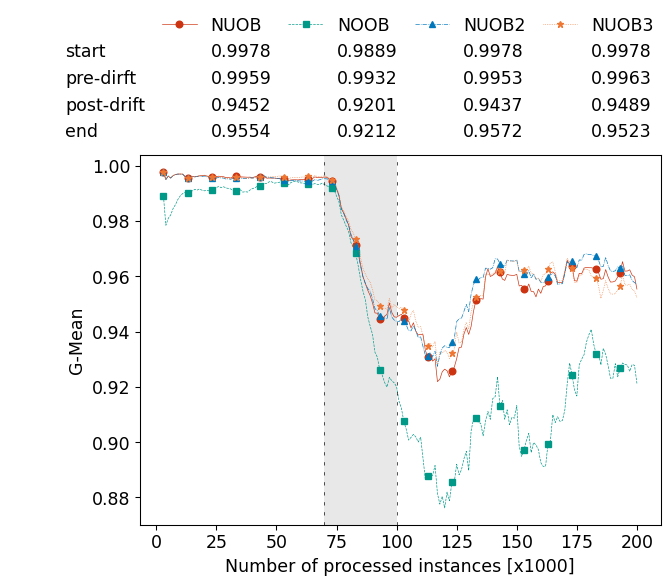 NUOB NOOB NUOB2 NUOB3
start 0.9978 0.9889 0.9978 0.9978
pre-dirft 0.9959 0.9932 0.9953 0.9963
post-drift 0.9452 0.9201 0.9437 0.9489
end 0.9554 0.9212 0.9572 0.9523
1.00
0.98
0.96
0.94
0.92
0.90
0.88
G-Mean
0 25 50 75 100 125 150 175 200
Number of processed instances [x1000]